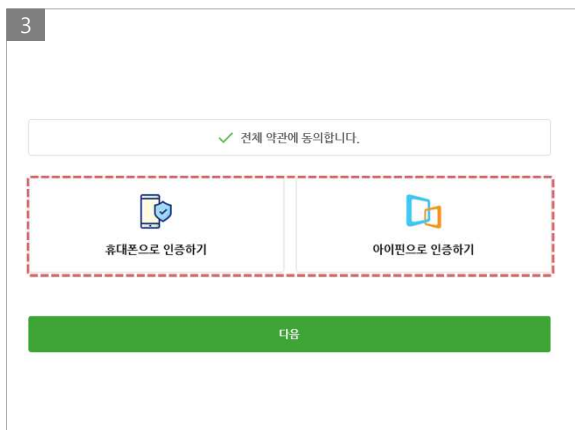 3
전체 약관에 동의합니다.
휴대폰으로 인증하기
아이핀으로 인증하기
다음